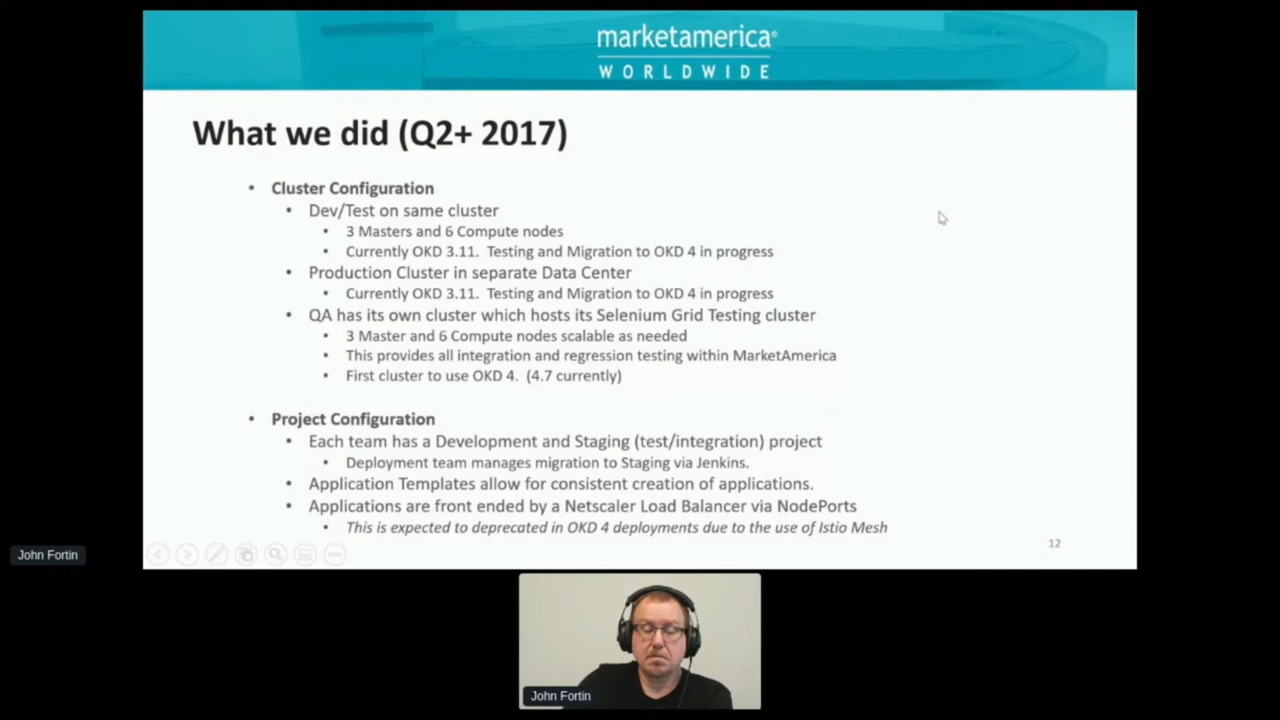 marketamerica®
WORLDWIDE
What we did (Q2+ 2017)
• Cluster Configuration
• Dev/Test on same cluster
• 3 Masters and 6 Compute nodes
• Currently OKD 3.11. Testing and Migration to OKD 4 in progress
• Production Cluster in separate Data Center
• Currently OKD 3.11. Testing and Migration to OKD 4 in progress
• QA has its own cluster which hosts its Selenium Grid Testing cluster
• 3 Master and 6 Compute nodes scalable as needed
• This provides all integration and regression testing within MarketAmerica
• First cluster to use OKD 4. (4.7 currently)
• Project Configuration
• Each team has a Development and Staging (test/integration) project
• Deployment team manages migration to Staging via Jenkins.
• Application Templates allow for consistent creation of applications.
• Applications are front ended by a Netscaler Load Balancer via NodePorts
• This is expected to deprecated in OKD 4 deployments due to the use of Istio Mesh
12
John Fortin
John Fortin